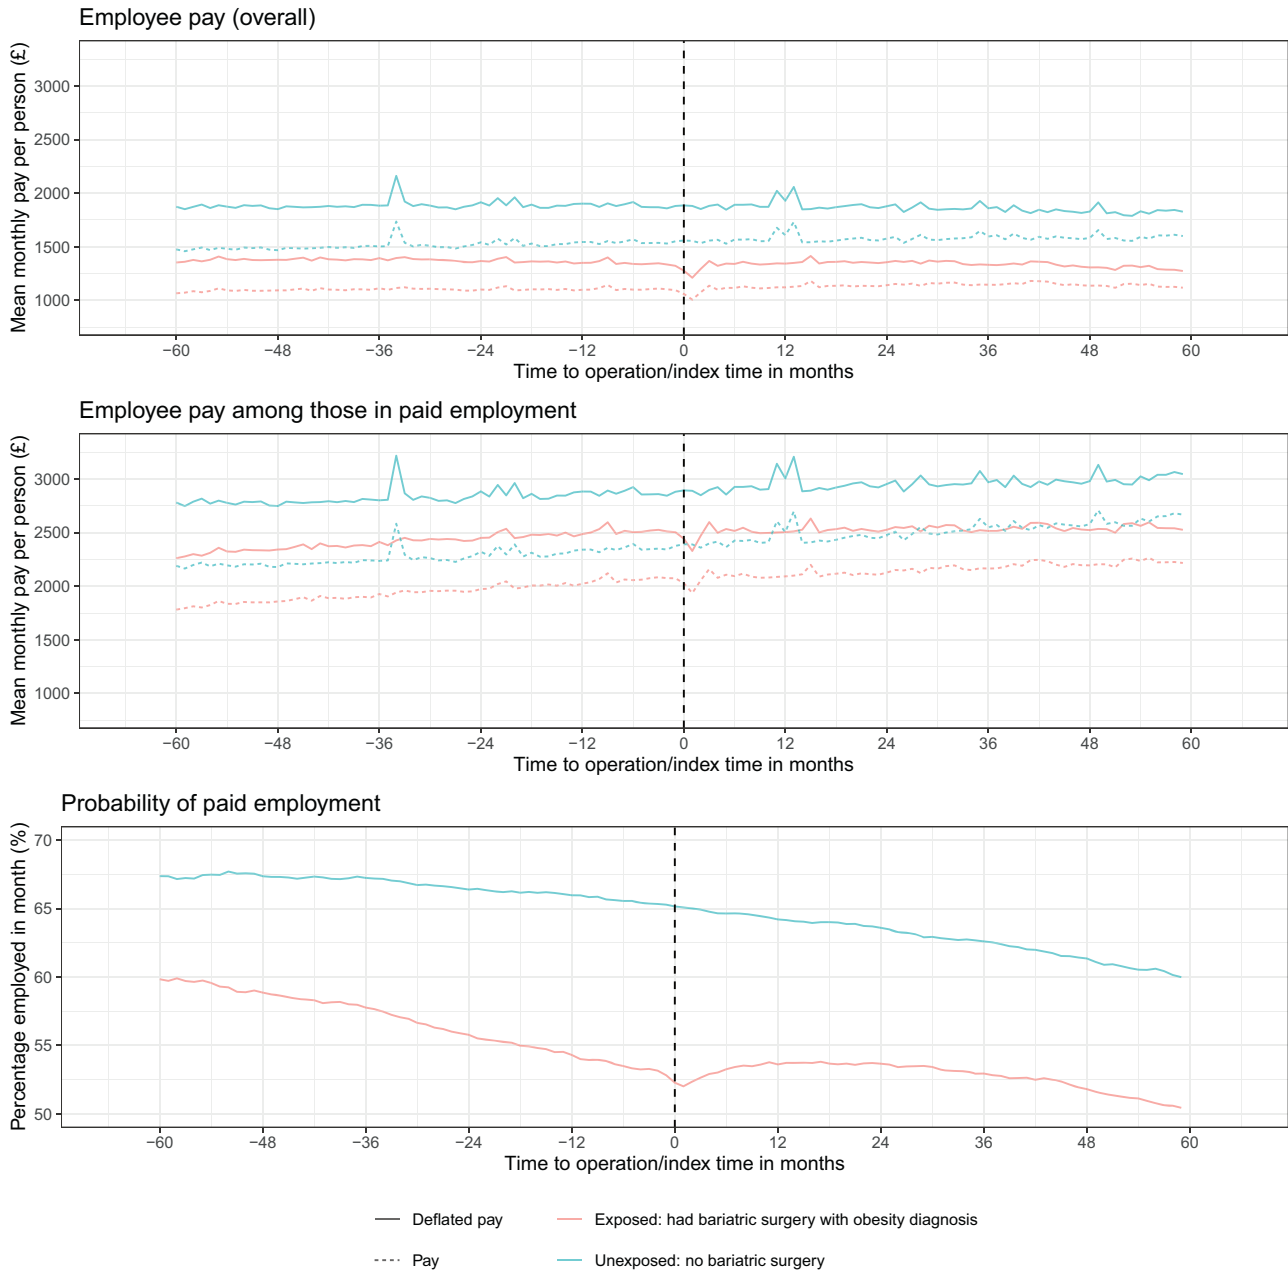 Employee pay (overall)
Mean monthly pay per person (£)
3000
2500
2000
1500
1000
−60 −48 −36 −24 −12 0 12 24 36 48 60
Time to operation/index time in months
Employee pay among those in paid employment
Mean monthly pay per person (£)
3000
2500
2000
1500
1000
−60 −48 −36 −24 −12 0 12 24 36 48 60
Time to operation/index time in months
Probability of paid employment
Percentage employed in month (%)
70
65
60
55
50
−60 −48 −36 −24 −12 0 12 24 36 48 60
Time to operation/index time in months
Deflated pay
Exposed: had bariatric surgery with obesity diagnosis
Pay
Unexposed: no bariatric surgery